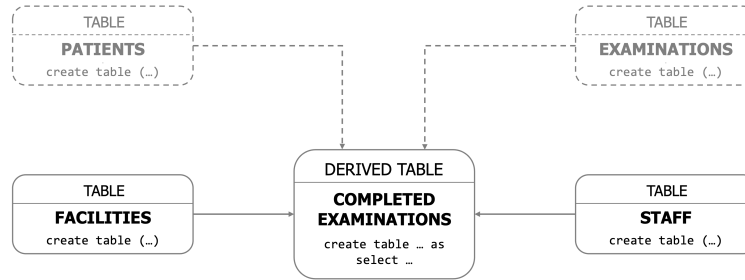 TABLE
PATIENTS
create table (…)
TABLE
EXAMINATIONS
create table (…)
DERIVED TABLE
COMPLETED
EXAMINATIONS
create table … as
select …
TABLE
FACILITIES
create table (…)
TABLE
STAFF
create table (…)